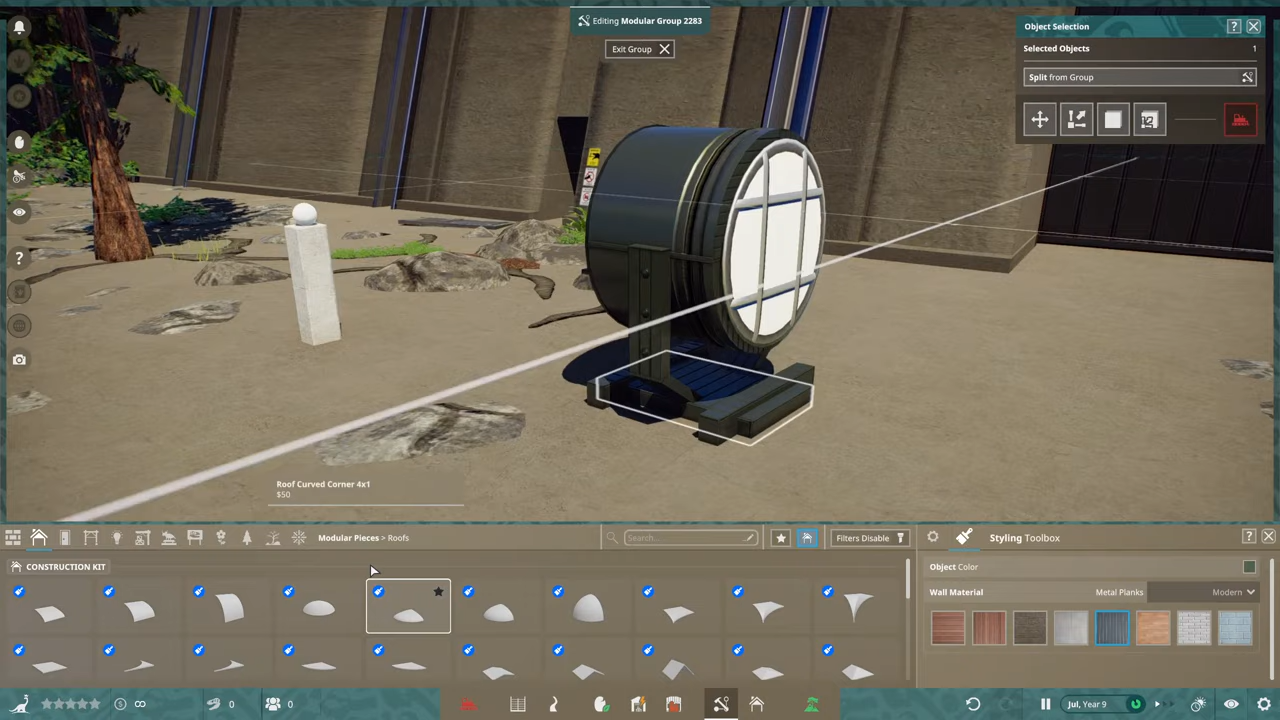 Editing Modular Group 2283
Exit Group
Object Selection
?
Selected Objects 1
Split from Group
12
?
Roof Curved Corner 4x1
$50
Modular Pieces > Roofs
Search...
Filters Disable
Styling Toolbox
?
CONSTRUCTION KIT
Object Color
Wall Material Metal Planks Modern
0
0
Jul, Year 9